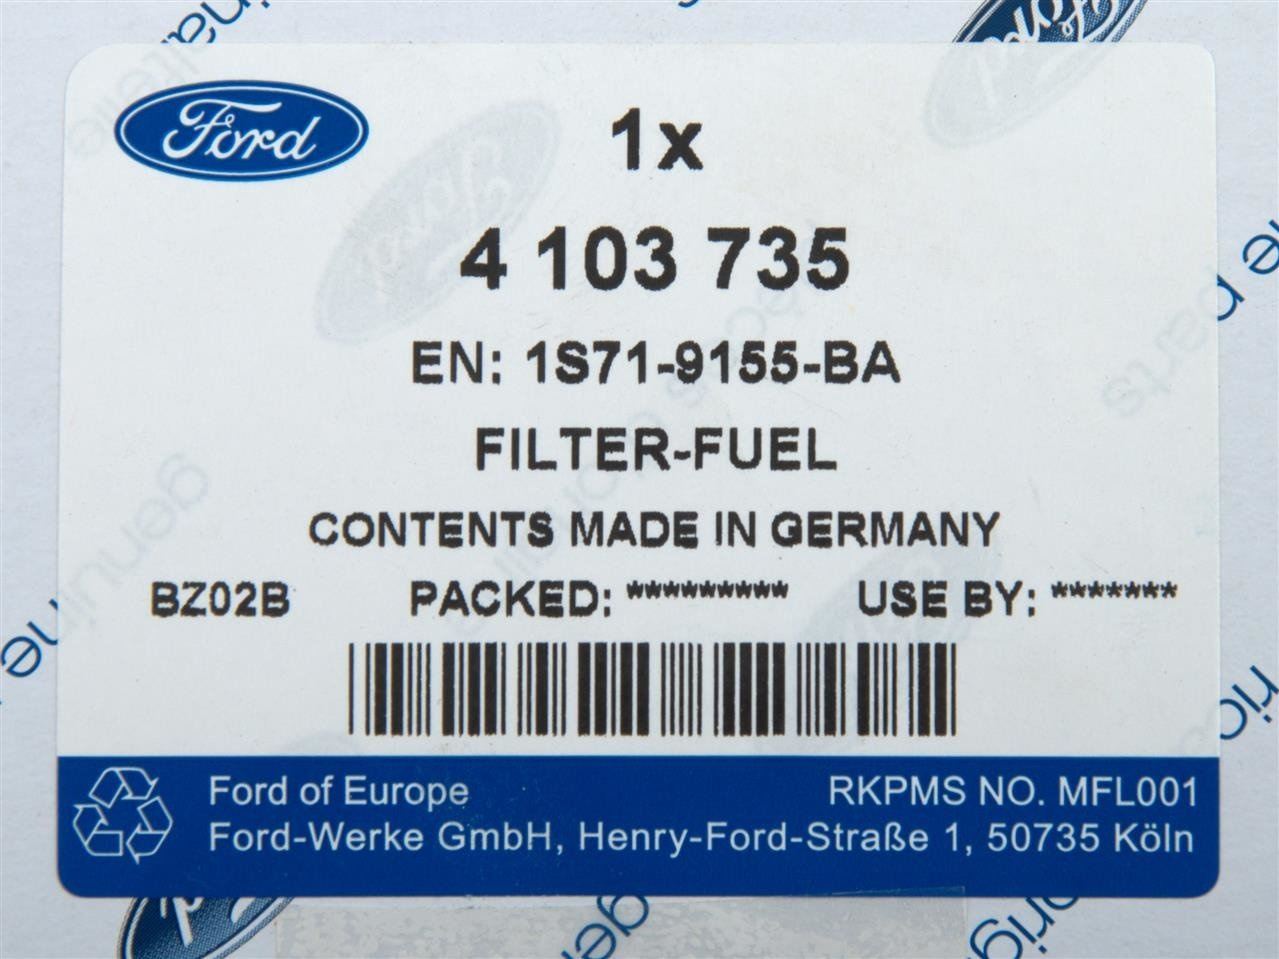 Ford
1x
4 103 735
EN: 1S71-9155-BA
FILTER-FUEL
CONTENTS MADE IN GERMANY
BZ02B PACKED: ********* USE BY: *******
Ford of Europe RKPMS NO. MFL001
Ford-Werke GmbH, Henry-Ford-Straße 1, 50735 Köln